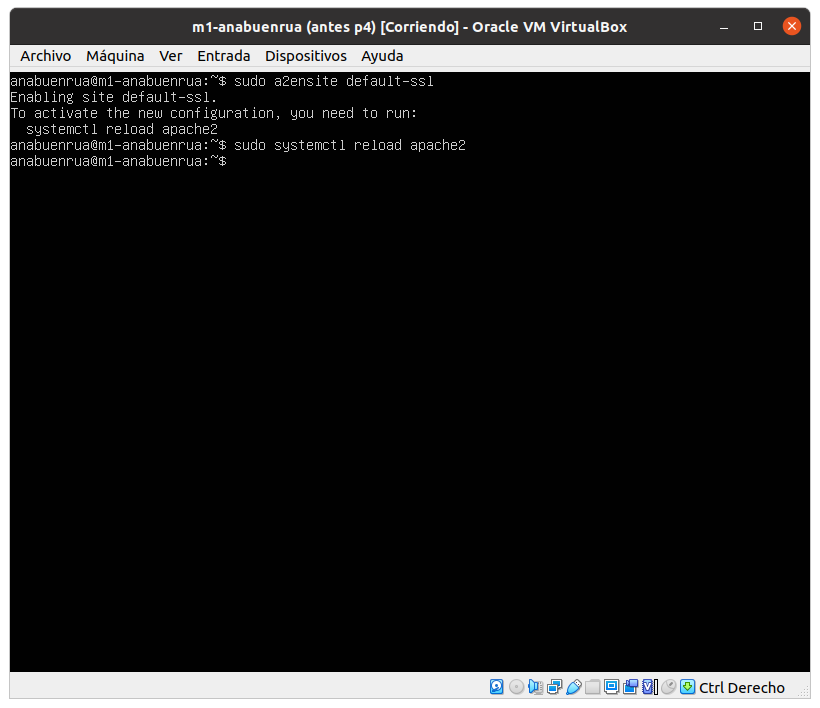 m1-anabuenrua (antes p4) [Corriendo] - Oracle VM VirtualBox
Archivo Máquina Ver Entrada Dispositivos Ayuda
anabuenrua@m1-anabuenrua:~$ sudo a2ensite default-ssl
Enabling site default-ssl.
To activate the new configuration, you need to run:
  systemctl reload apache2
anabuenrua@m1-anabuenrua:~$ sudo systemctl reload apache2
anabuenrua@m1-anabuenrua:~$
Ctrl Derecho